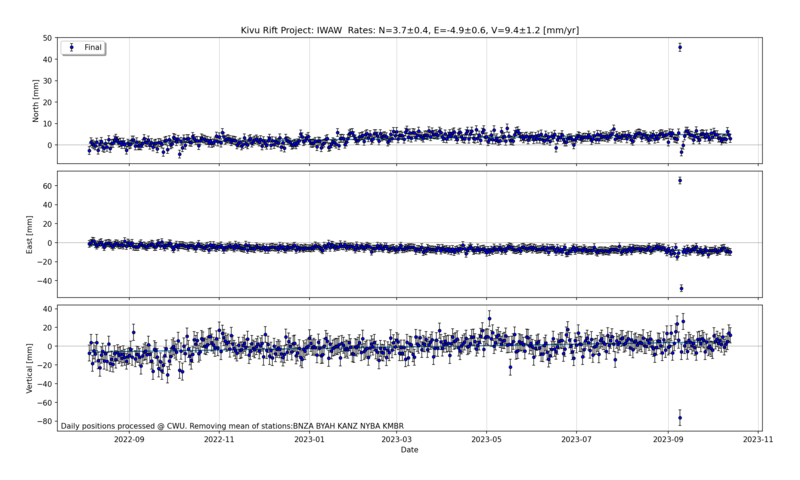 Kivu Rift Project: IWAW Rates: N=3.7±0.4, E=-4.9±0.6, V=9.4±1.2 [mm/yr]
Final
North [mm]
50
40
30
20
10
0
East [mm]
60
40
20
0
−20
−40
Vertical [mm]
40
20
0
−20
−40
−60
−80
Daily positions processed @ CWU. Removing mean of stations:BNZA BYAH KANZ NYBA KMBR
2022-09 2022-11 2023-01 2023-03 2023-05 2023-07 2023-09 2023-11
Date